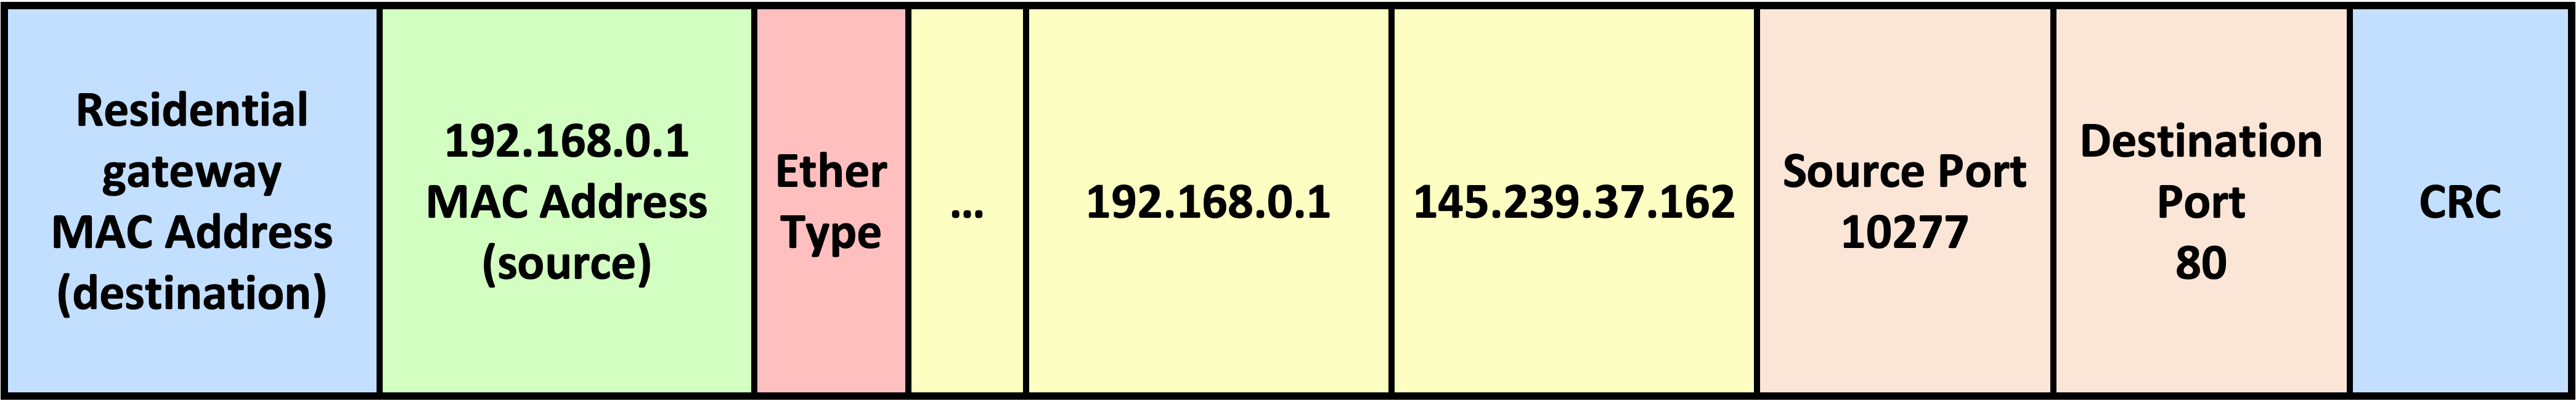 Residential
gateway
MAC Address
(destination)
192.168.0.1
MAC Address
(source)
Ether
Type
...
192.168.0.1
145.239.37.162
Source Port
10277
Destination
Port
80
CRC